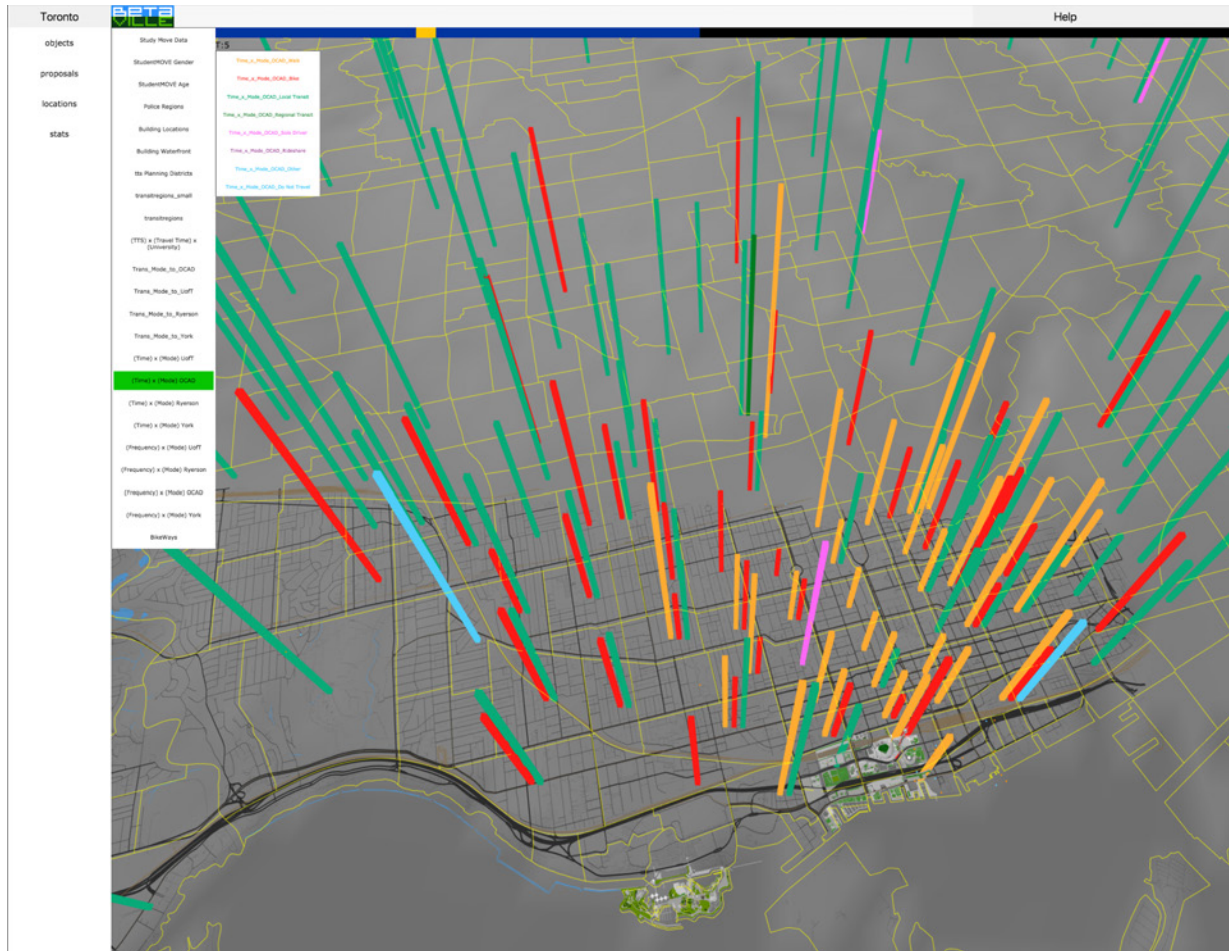 Toronto
BETA
VILLE
Help
objects
proposals
locations
stats
T:5
Study Move Data
StudentMOVE Gender
StudentMOVE Age
Police Regions
Building Locations
Building Waterfront
tts Planning Districts
transitregions_small
transitregions
(TTS) x (Travel Time) x
(University)
Trans_Mode_to_OCAD
Trans_Mode_to_UofT
Trans_Mode_to_Ryerson
Trans_Mode_to_York
(Time) x (Mode) UofT
(Time) x (Mode) OCAD
(Time) x (Mode) Ryerson
(Time) x (Mode) York
(Frequency) x (Mode) UofT
(Frequency) x (Mode) Ryerson
(Frequency) x (Mode) OCAD
(Frequency) x (Mode) York
BikeWays
Time_x_Mode_OCAD_Walk
Time_x_Mode_OCAD_Bike
Time_x_Mode_OCAD_Local Transit
Time_x_Mode_OCAD_Regional Transit
Time_x_Mode_OCAD_Solo Driver
Time_x_Mode_OCAD_Rideshare
Time_x_Mode_OCAD_Other
Time_x_Mode_OCAD_Do Not Travel